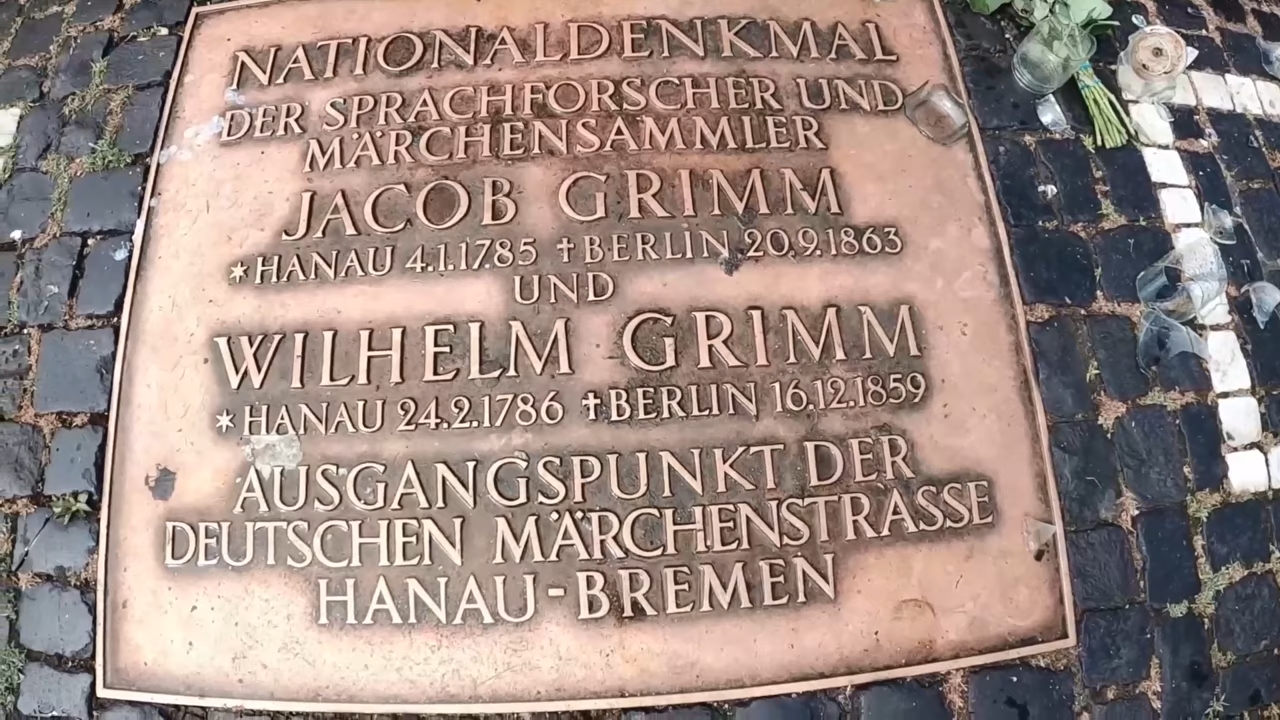 NATIONALDENKMAL
DER SPRACHFORSCHER UND
MÄRCHENSAMMLER
JACOB GRIMM
*HANAU 4.1.1785 †BERLIN 20.9.1863
UND
WILHELM GRIMM
*HANAU 24.2.1786 †BERLIN 16.12.1859
AUSGANGSPUNKT DER
DEUTSCHEN MÄRCHENSTRASSE
HANAU-BREMEN